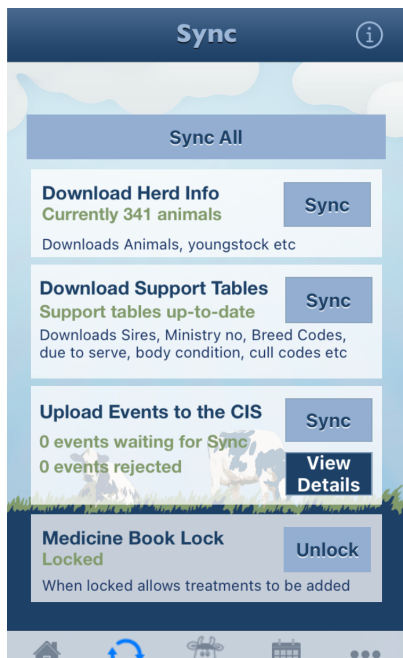 Sync
Sync All
Download Herd Info
Currently 341 animals
Sync
Downloads Animals, youngstock etc
Download Support Tables
Support tables up-to-date
Sync
Downloads Sires, Ministry no, Breed Codes,
due to serve, body condition, cull codes etc
Upload Events to the CIS
Sync
0 events waiting for Sync
0 events rejected
View
Details
Medicine Book Lock
Locked
Unlock
When locked allows treatments to be added